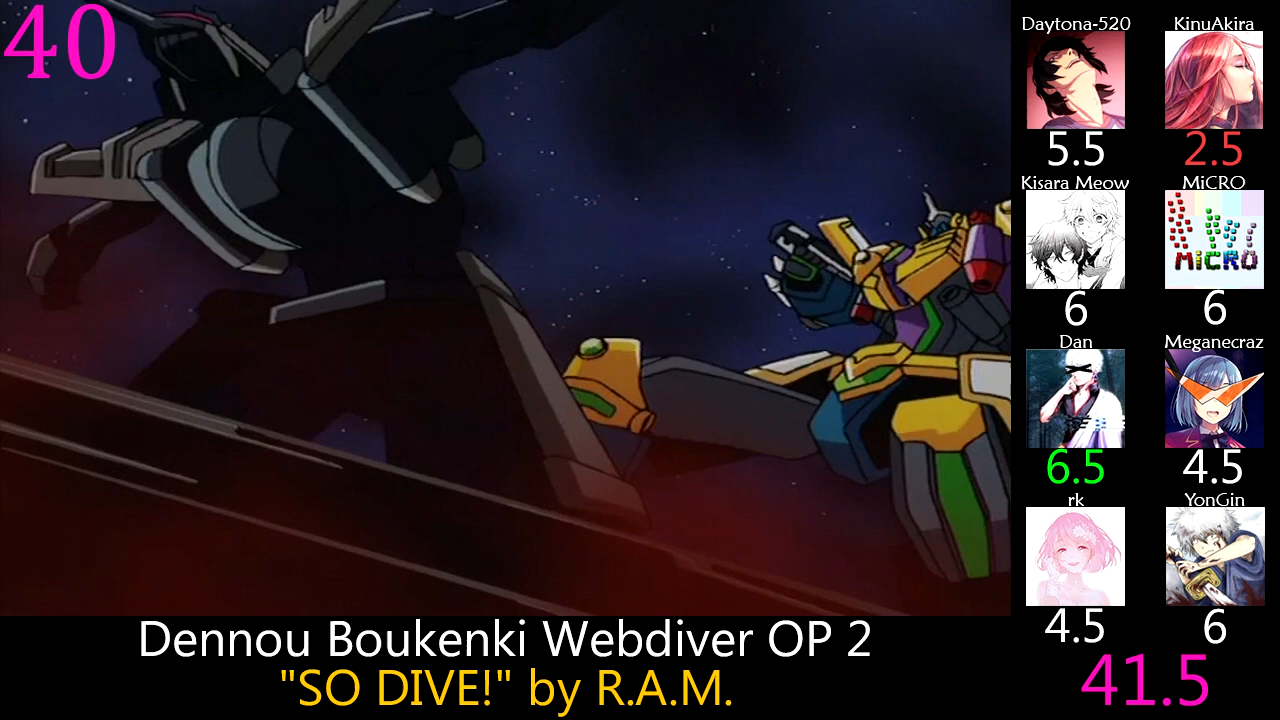 40
Daytona-520 KinuAkira
5.5 2.5
Kisara Meow MiCRO
MiCRO
6 6
Dan Meganecraz
6.5 4.5
rk YonGin
4.5 6
Dennou Boukenki Webdiver OP 2
"SO DIVE!" by R.A.M.
41.5